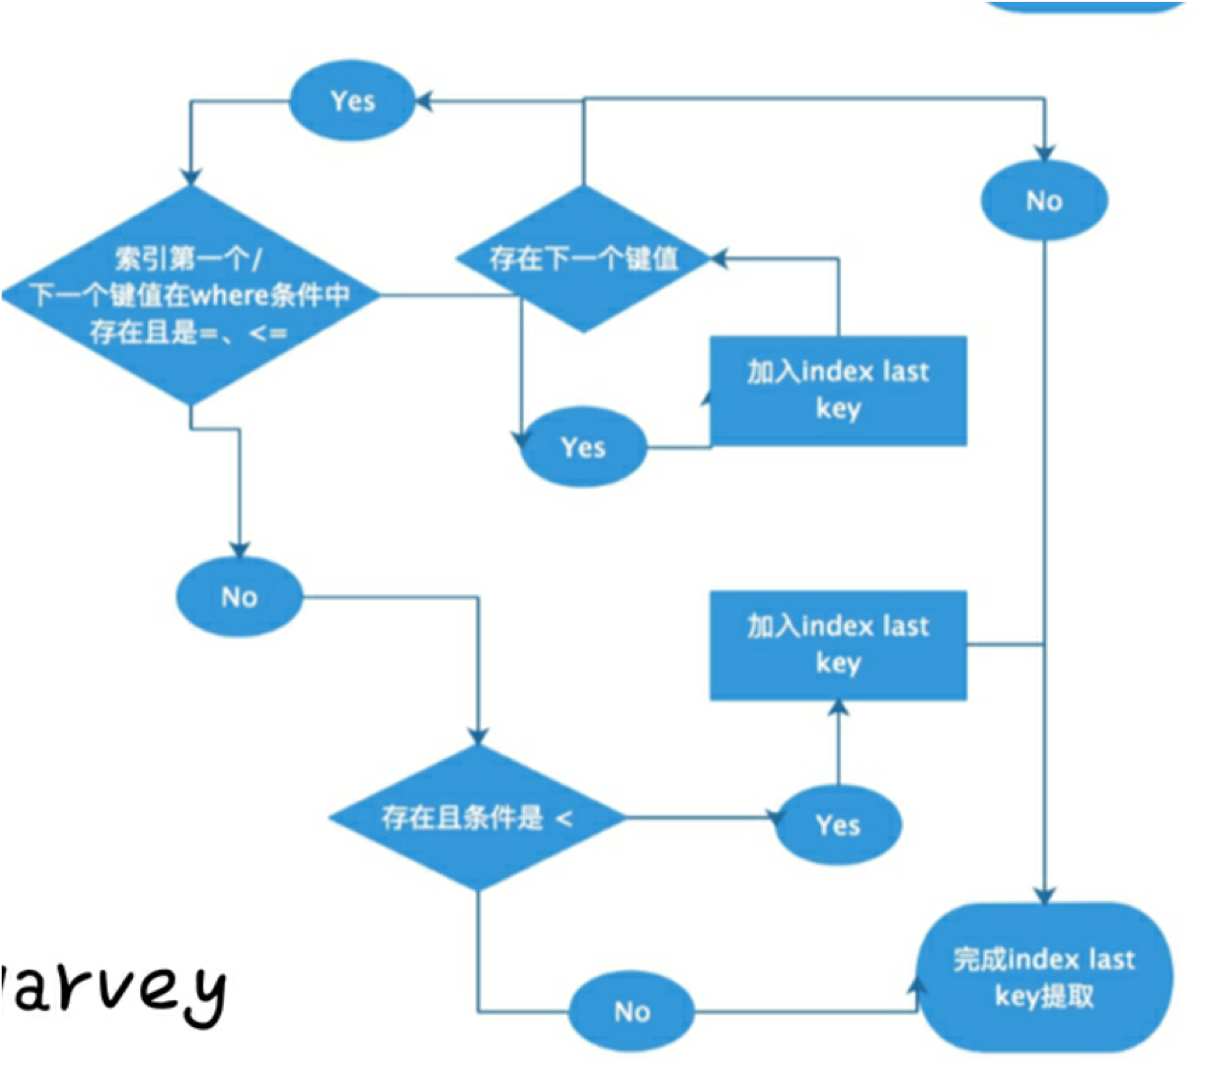 Yes
No
索引第一个/
下一个键值在where条件中
存在且是=、<=
存在下一个键值
加入index last
key
Yes
No
加入index last
key
存在且条件是 <
Yes
完成index last
key提取
No
arvey